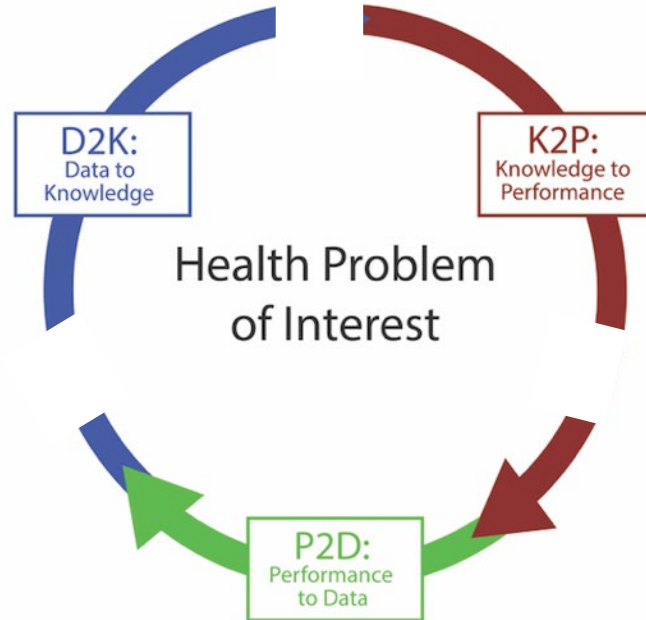 D2K:
Data to
Knowledge
K2P:
Knowledge to
Performance
Health Problem
of Interest
P2D:
Performance
to Data